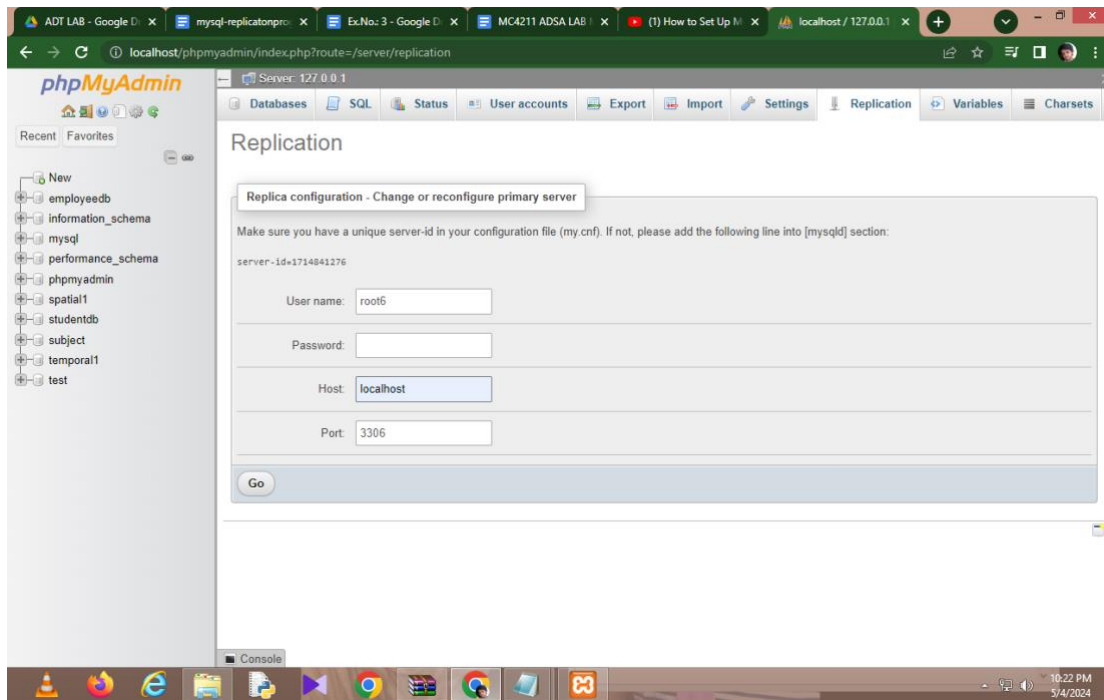 ADT LAB - Google D
mysql-replicatonproc
Ex.No: 3 - Google D
MC4211 ADSA LAB
(1) How to Set Up M
localhost / 127.0.0.1
localhost/phpmyadmin/index.php?route=/server/replication
phpMyAdmin
Recent Favorites
New
employeedb
information_schema
mysql
performance_schema
phpmyadmin
spatial1
studentdb
subject
temporal1
test
Server: 127.0.0.1
Databases SQL Status User accounts Export Import Settings Replication Variables Charsets
Replication
Replica configuration - Change or reconfigure primary server
Make sure you have a unique server-id in your configuration file (my.cnf). If not, please add the following line into [mysqld] section:
server-id=1714841276
User name: root6
Password:
Host: localhost
Port: 3306
Go
Console
10:22 PM
5/4/2024